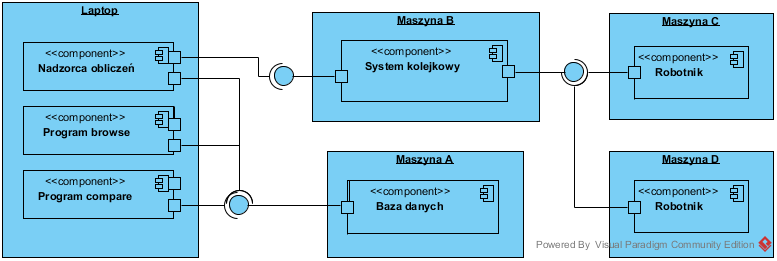 Laptop
<<component>>
Nadzorca obliczeń
<<component>>
Program browse
<<component>>
Program compare
Maszyna B
<<component>>
System kolejkowy
Maszyna A
<<component>>
Baza danych
Maszyna C
<<component>>
Robotnik
Maszyna D
<<component>>
Robotnik
Powered By Visual Paradigm Community Edition